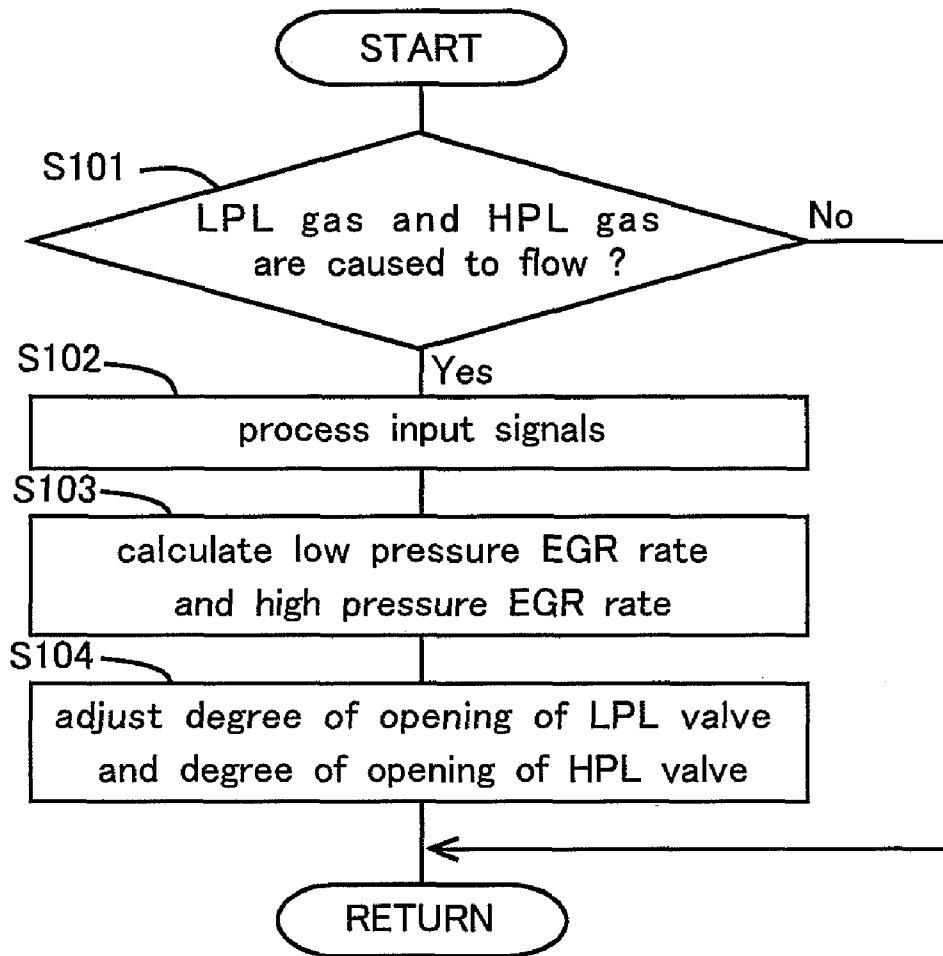 START
S101
LPL gas and HPL gas
are caused to flow ?
No
Yes
S102
process input signals
S103
calculate low pressure EGR rate
and high pressure EGR rate
S104
adjust degree of opening of LPL valve
and degree of opening of HPL valve
RETURN